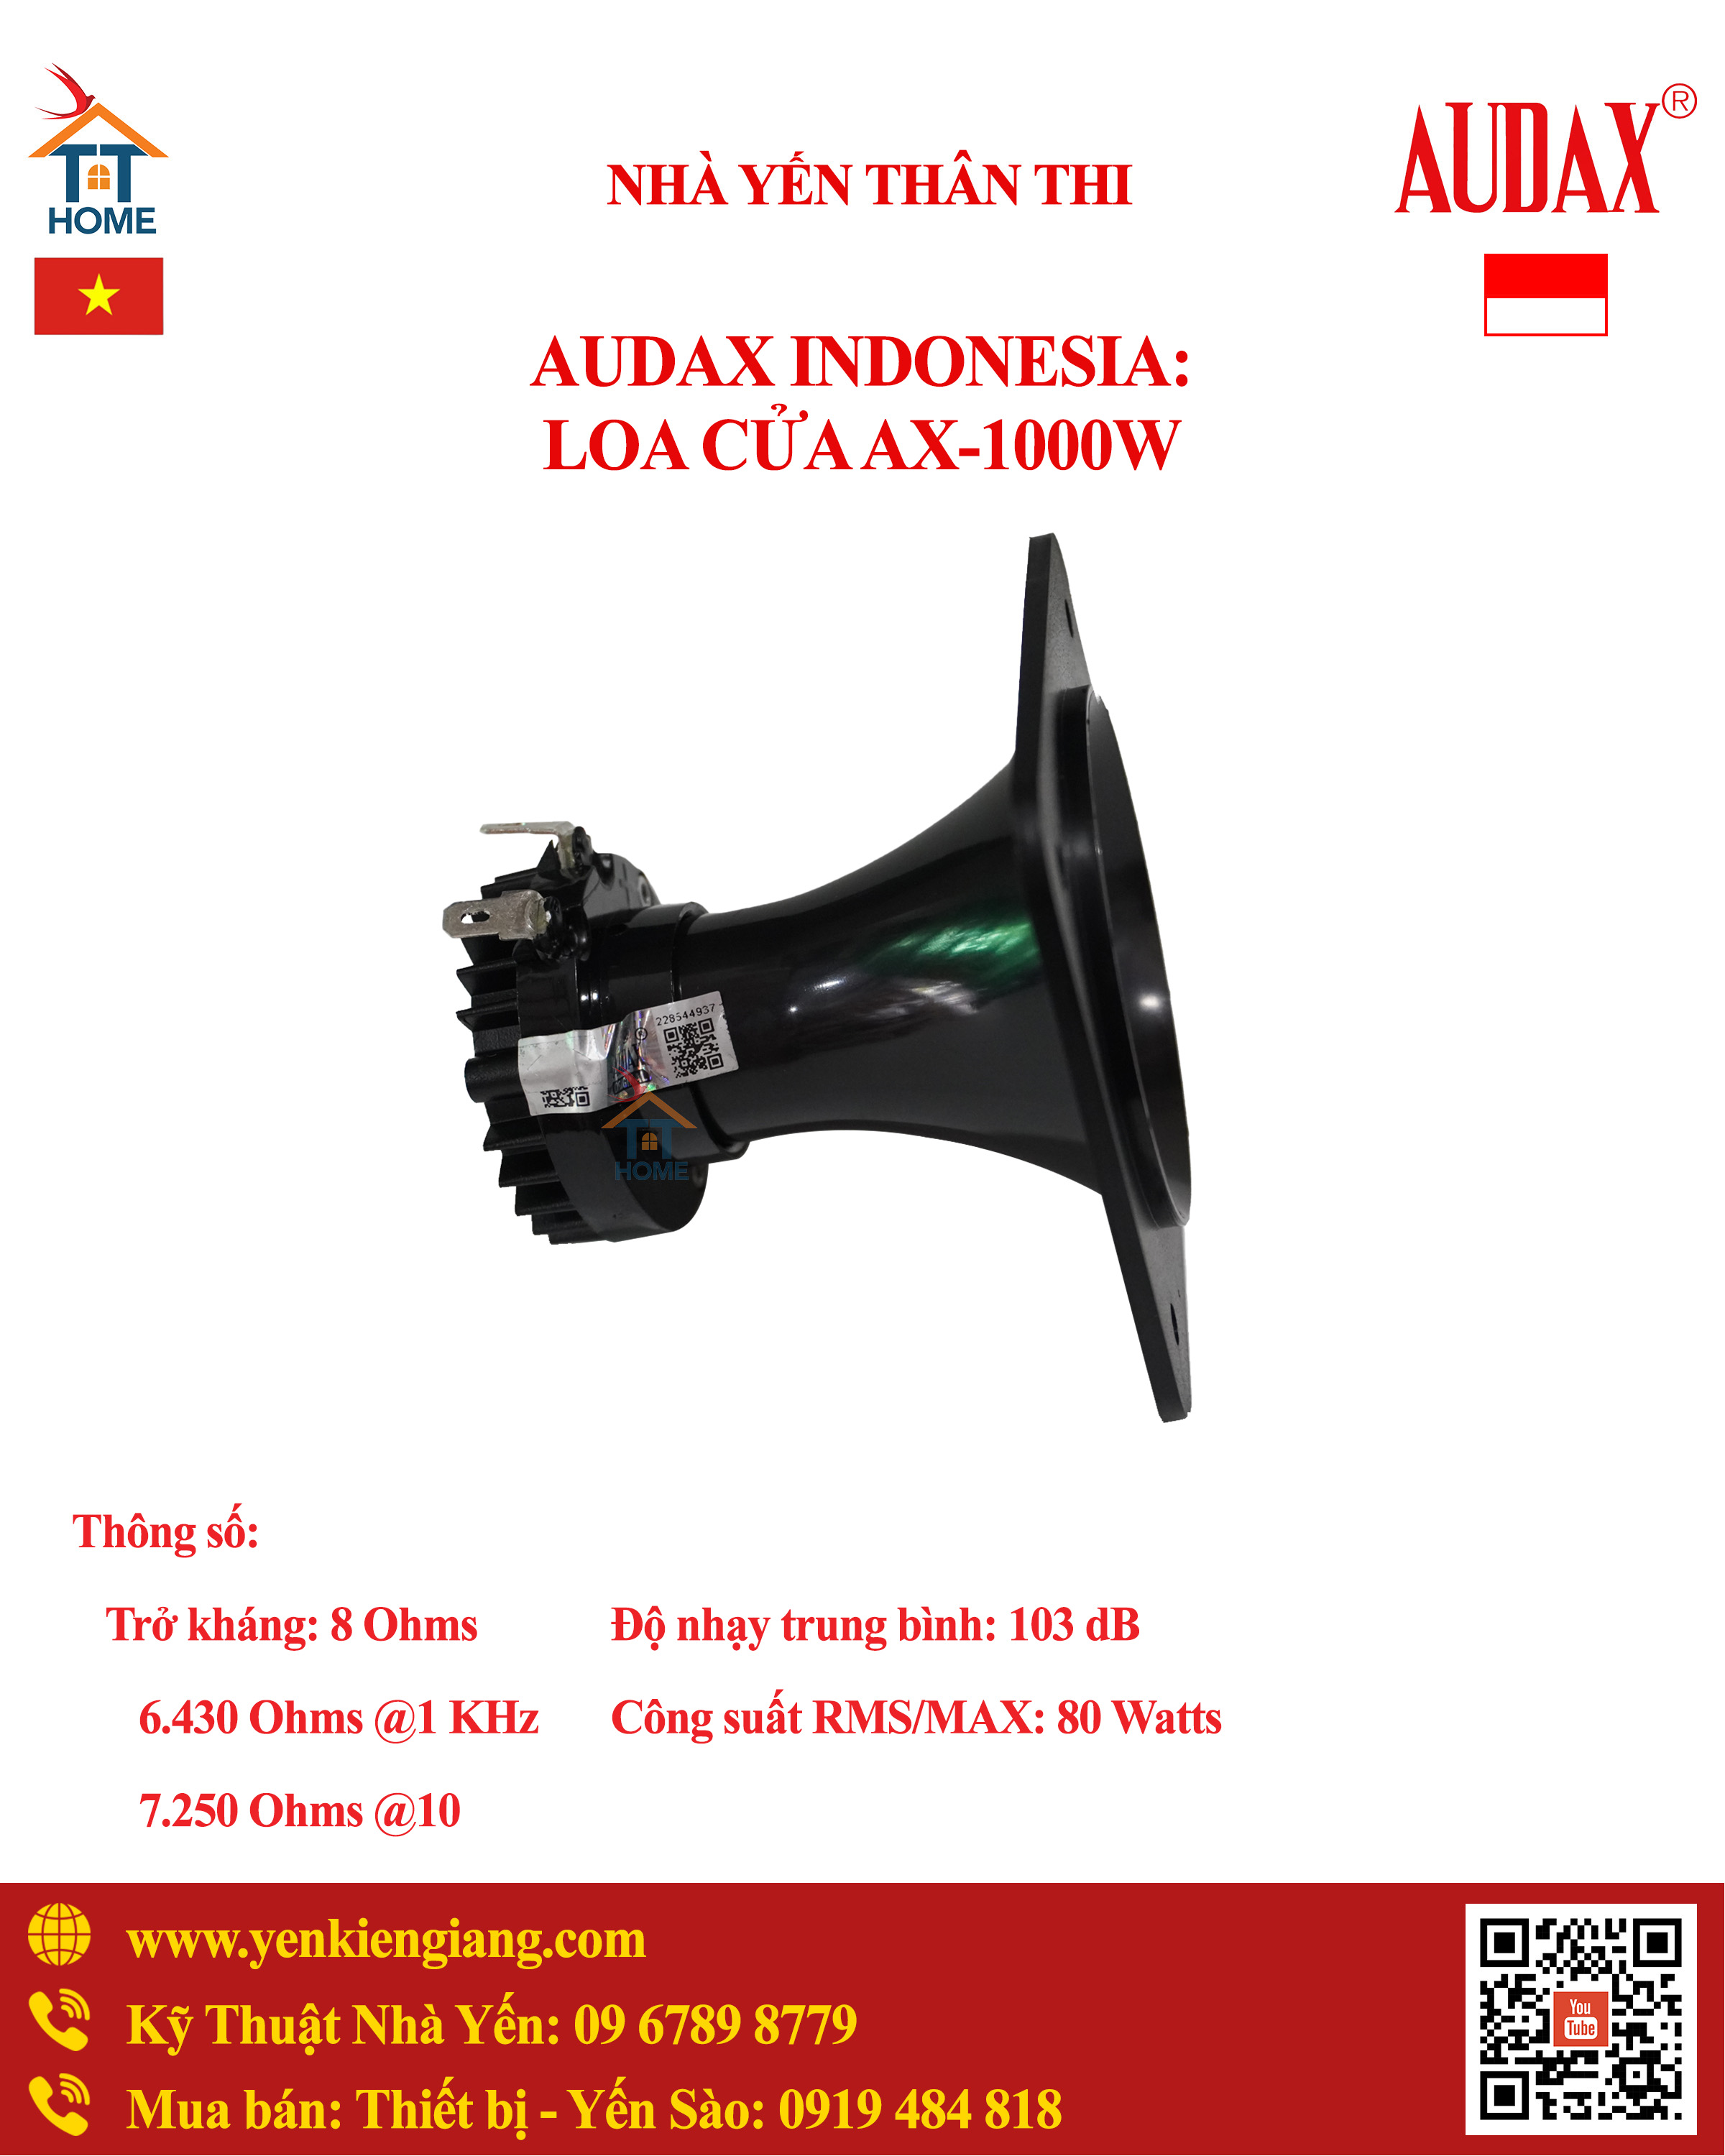 TT
HOME
NHÀ YẾN THÂN THI
AUDAX®
AUDAX INDONESIA:
LOA CỬA AX-1000W
228544937
AUDAX
TT
HOME
Thông số:
Trở kháng: 8 Ohms
Độ nhạy trung bình: 103 dB
6.430 Ohms @1 KHz
Công suất RMS/MAX: 80 Watts
7.250 Ohms @10
www.yenkiengiang.com
Kỹ Thuật Nhà Yến: 09 6789 8779
Mua bán: Thiết bị - Yến Sào: 0919 484 818
You
Tube